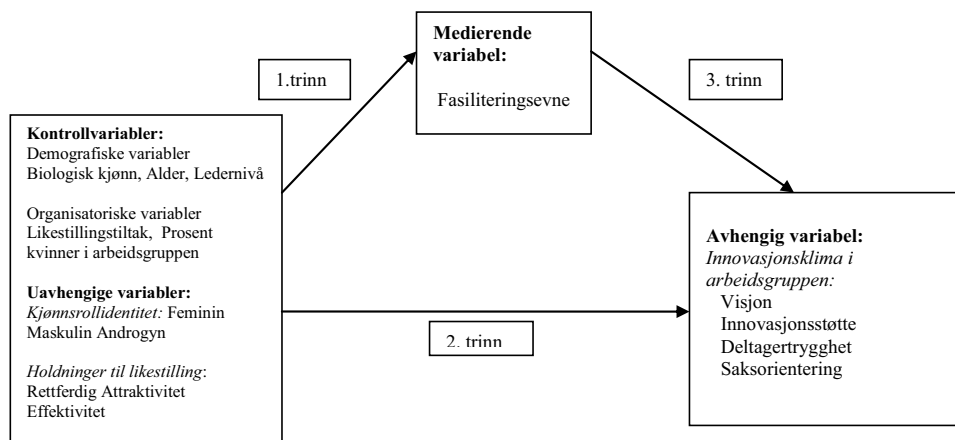 Medierende
variabel:
Fasiliteringsevne
1.trinn
3. trinn
Kontrollvariabler:
Demografiske variabler
Biologisk kjønn, Alder, Ledernivå
Organisatoriske variabler
Likestillingstiltak, Prosent
kvinner i arbeidsgruppen
Uavhengige variabler:
Kjønnsrollidentitet: Feminin
Maskulin Androgyn
Holdninger til likestilling:
Rettferdig Attraktivitet
Effektivitet
2. trinn
Avhengig variabel:
Innovasjonsklima i
arbeidsgruppen:
Visjon
Innovasjonsstøtte
Deltagertrygghet
Saksorientering